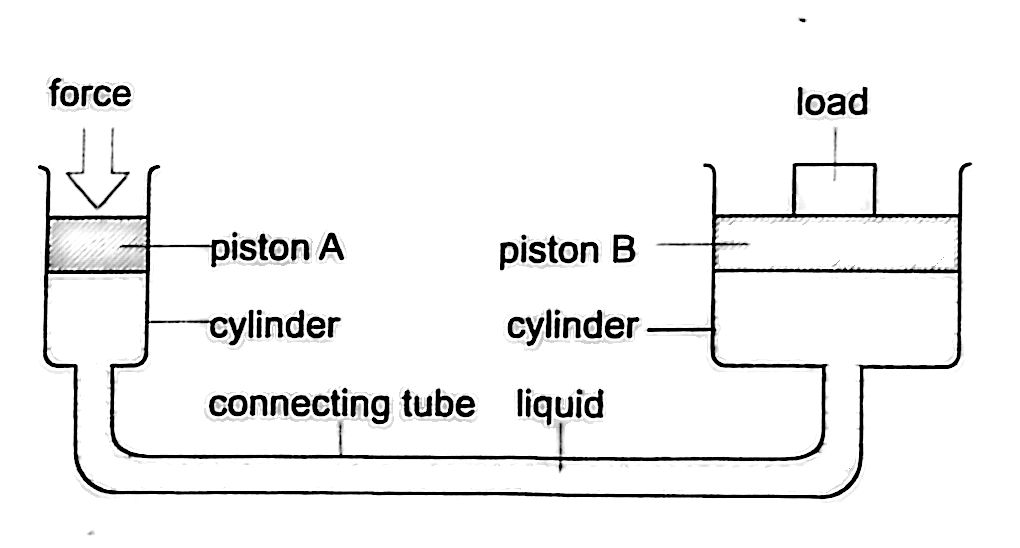 force
load
piston A
piston B
cylinder
cylinder
connecting tube
liquid